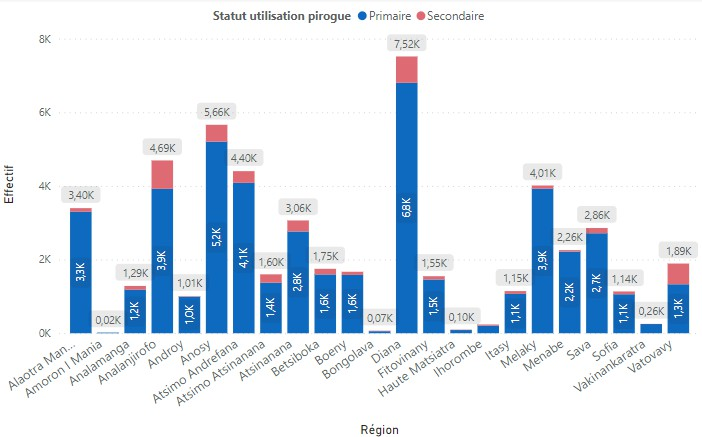 Statut utilisation pirogue Primaire Secondaire
8K
6K
4K
2K
0K
Effectif
3,40K
0,02K
1,29K
4,69K
1,01K
5,66K
4,40K
1,60K
3,06K
1,75K
0,07K
7,52K
1,55K
0,10K
1,15K
4,01K
2,26K
2,86K
1,14K
0,26K
1,89K
3,3K
1,2K
3,9K
1,0K
5,2K
4,1K
1,4K
2,8K
1,6K
1,6K
6,8K
1,5K
1,1K
3,9K
2,2K
2,7K
1,1K
1,3K
Alaotra Man...
Amoron I Mania
Analamanga
Analanjirofo
Androy
Anosy
Atsimo Andrefana
Atsimo Atsinanana
Atsinanana
Betsiboka
Boeny
Bongolava
Diana
Fitovinany
Haute Matsiatra
Ihorombe
Itasy
Melaky
Menabe
Sava
Sofia
Vakinankaratra
Vatovavy
Région